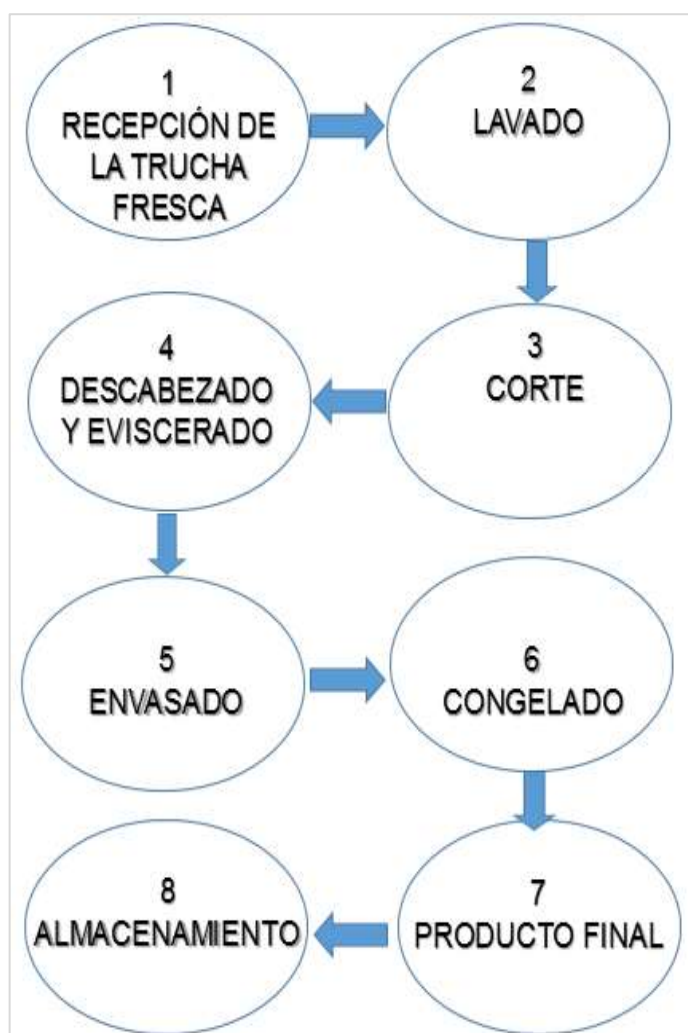 1
RECEPCIÓN DE
LA TRUCHA
FRESCA
2
LAVADO
3
CORTE
4
DESCABEZADO
Y EVISCERADO
5
ENVASADO
6
CONGELADO
7
PRODUCTO FINAL
8
ALMACENAMIENTO